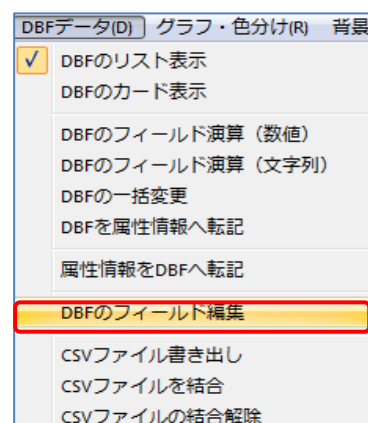 DBFデータ(D) グラフ・色分け(R) 背景
DBFのリスト表示
DBFのカード表示
DBFのフィールド演算（数値）
DBFのフィールド演算（文字列）
DBFの一括変更
DBFを属性情報へ転記
属性情報をDBFへ転記
DBFのフィールド編集
CSVファイル書き出し
CSVファイルを結合
CSVファイルの結合解除